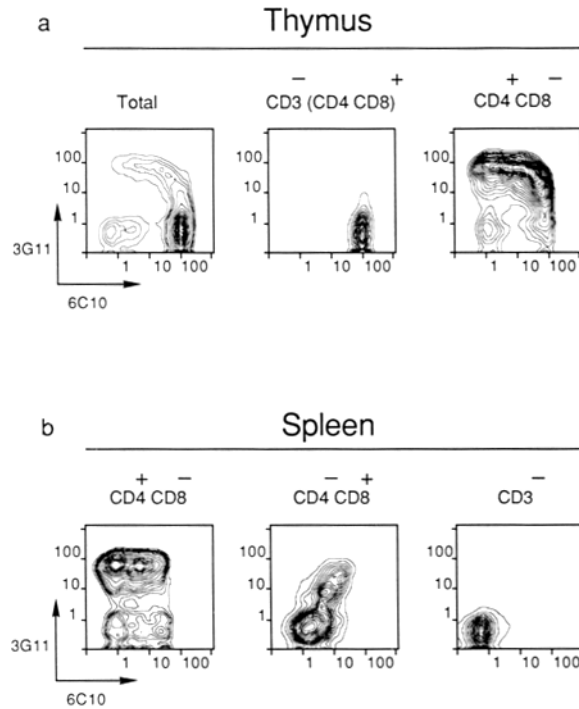 a
Thymus
− + + −
Total CD3 (CD4 CD8) CD4 CD8
100 100 100
10 10 10
1 1 1
3G11
1 10 100 1 10 100 1 10 100
6C10
b
Spleen
+ − − + −
CD4 CD8 CD4 CD8 CD3
100 100 100
10 10 10
1 1 1
3G11
1 10 100 1 10 100 1 10 100
6C10